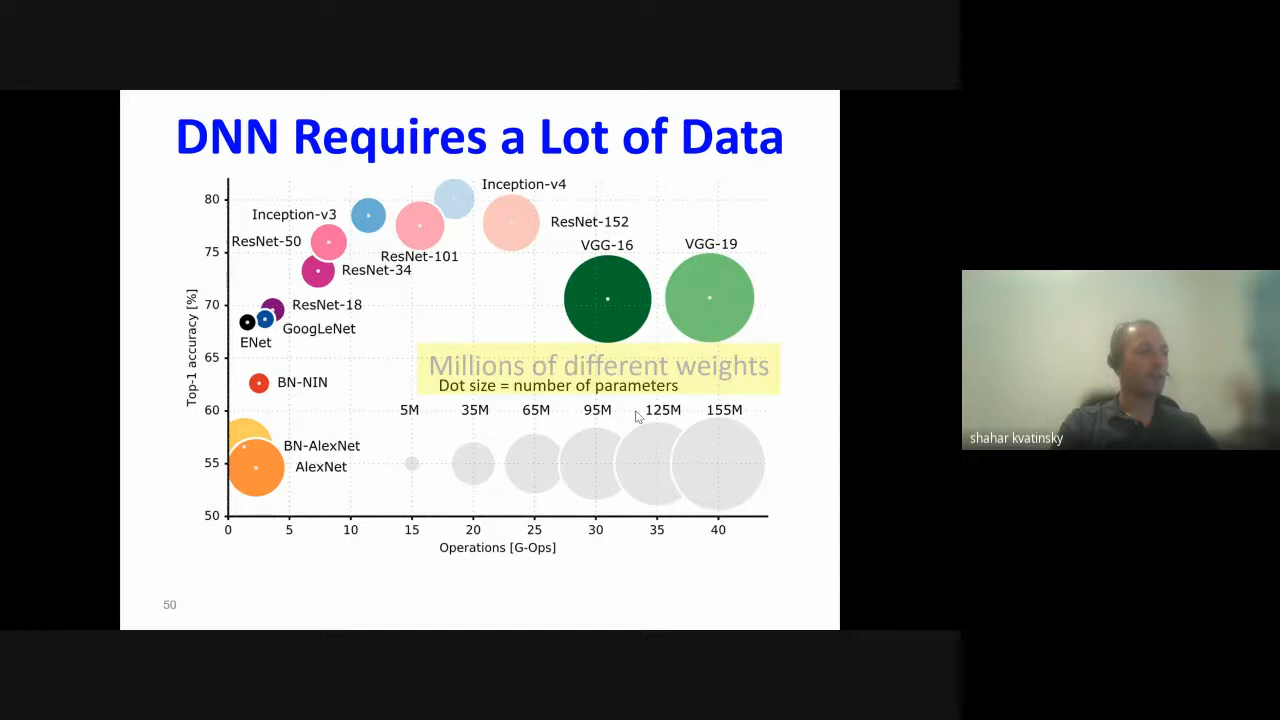 DNN Requires a Lot of Data
80
Inception-v4
Inception-v3
ResNet-152
ResNet-50
VGG-16
VGG-19
75
ResNet-101
ResNet-34
70
ResNet-18
GoogLeNet
ENet
Top-1 accuracy [%]
65
Millions of different weights
Dot size = number of parameters
BN-NIN
60
5M 35M 65M 95M 125M 155M
BN-AlexNet
55
AlexNet
50
0 5 10 15 20 25 30 35 40
Operations [G-Ops]
50
shahar kvatinsky